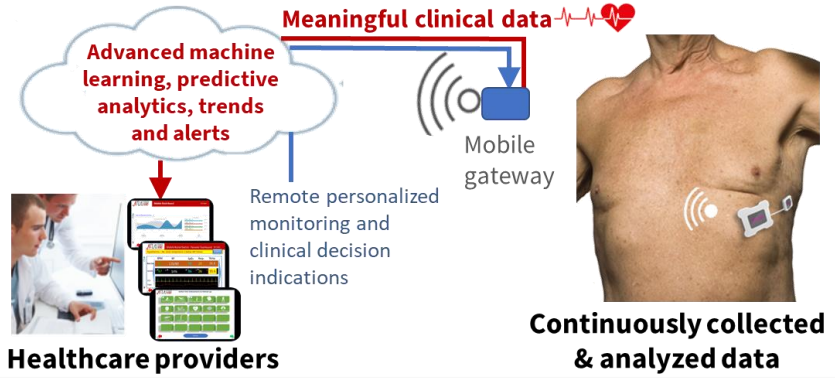 Meaningful clinical data
Advanced machine
learning, predictive
analytics, trends
and alerts
Mobile
gateway
Remote personalized
monitoring and
clinical decision
indications
Healthcare providers
Continuously collected
& analyzed data